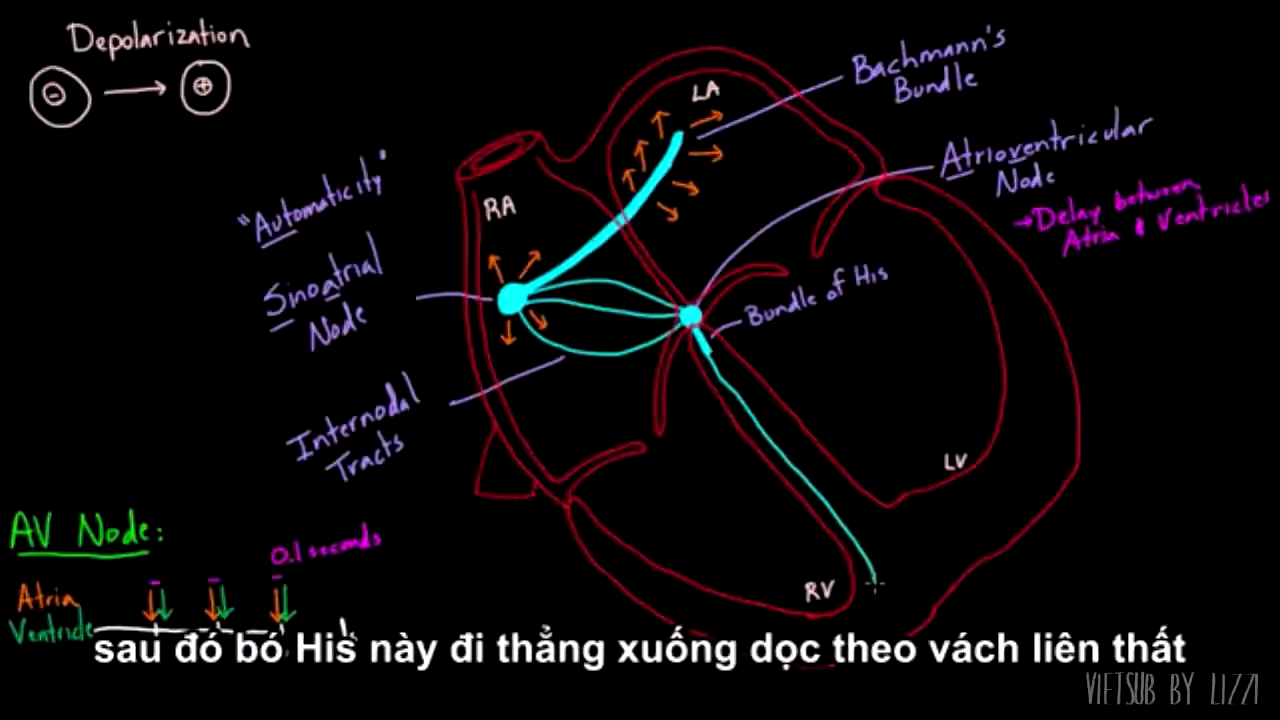 Depolarization
⊖ → ⊕
Bachmann's
Bundle
LA
Atrioventricular
Node
→Delay between
Atria & Ventricles
"Automaticity"
RA
Sinoatrial
Node
Bundle of His
Internodal
Tracts
LV
AV Node:
0.1 seconds
RV
Atria
Ventricle
sau đó bó His này đi thẳng xuống dọc theo vách liên thất
VIETSUB BY LIZZI